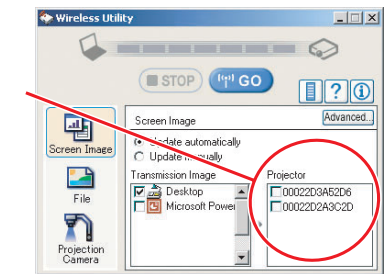 Wireless Utility
STOP
GO
Advanced...
Screen Image
Update automatically
Update manually
Screen Image
Transmission Image
Projector
Desktop
00022D3A52D6
Microsoft Power
00022D2A3C2D
File
Projection
Camera